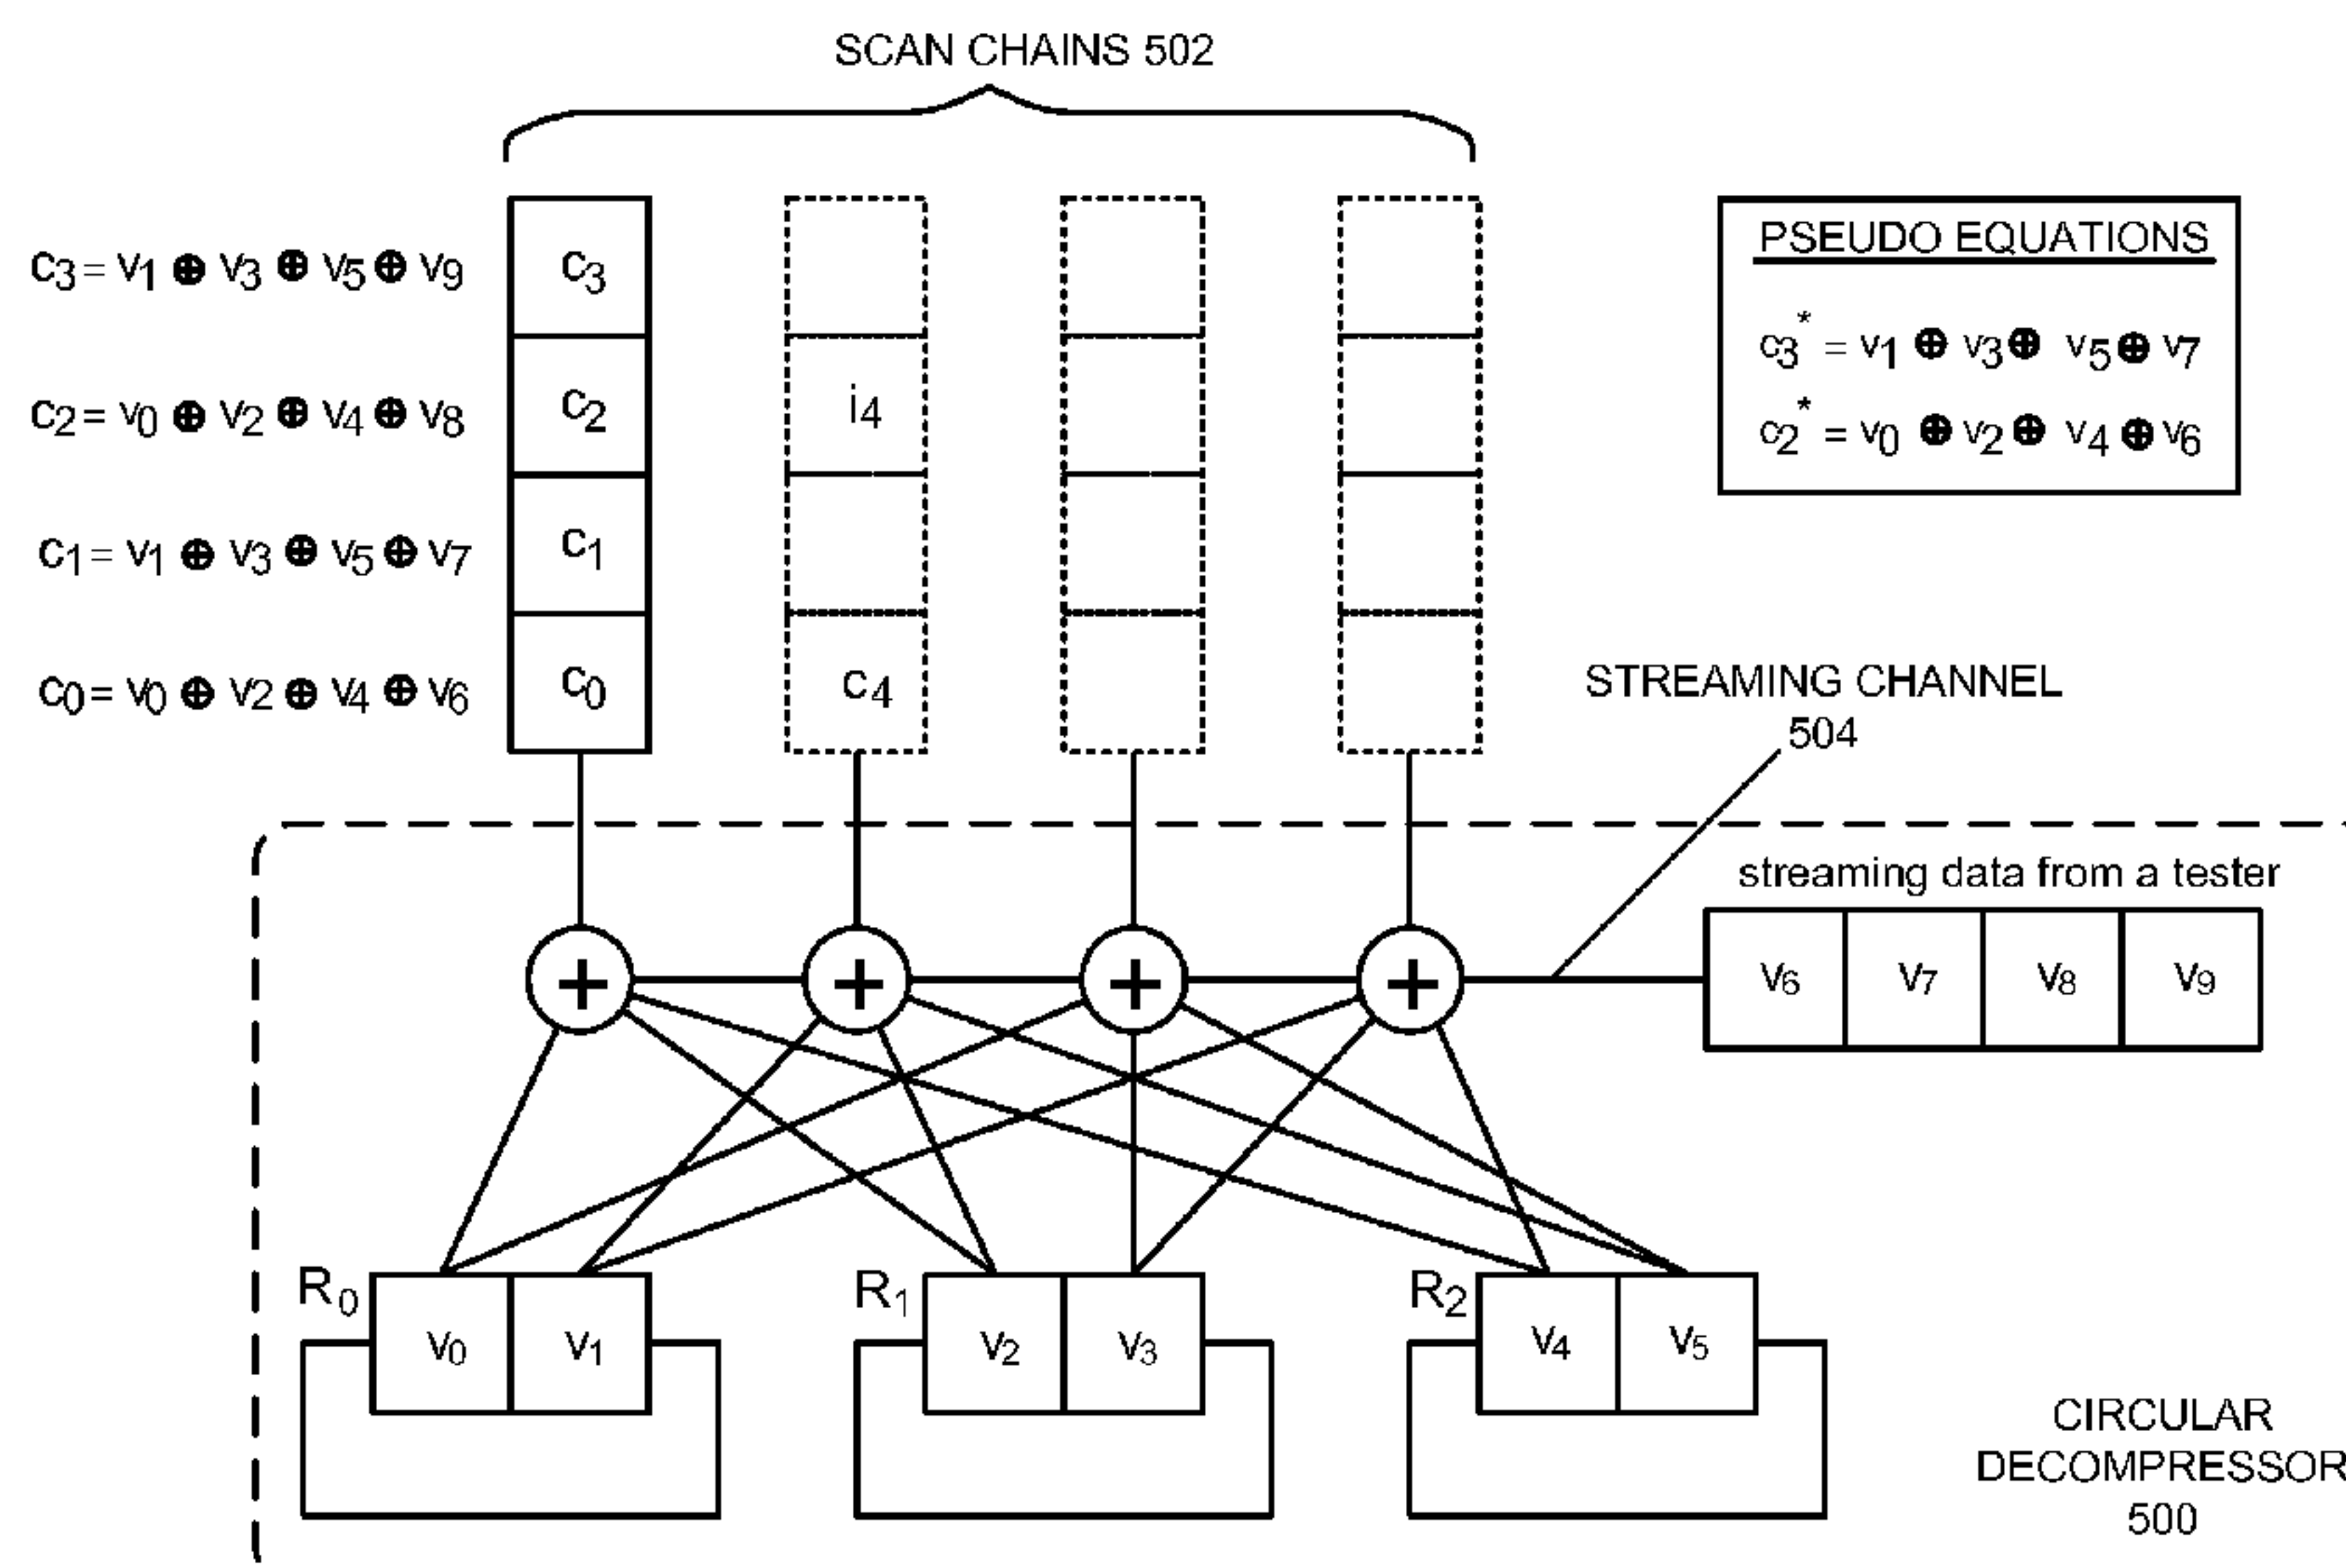 SCAN CHAINS 502
c3 = v1 ⊕ v3 ⊕ v5 ⊕ v9
c3
PSEUDO EQUATIONS
c3* = v1 ⊕ v3 ⊕ v5 ⊕ v7
c2 = v0 ⊕ v2 ⊕ v4 ⊕ v8
c2
i4
c2* = v0 ⊕ v2 ⊕ v4 ⊕ v6
c1 = v1 ⊕ v3 ⊕ v5 ⊕ v7
c1
c0 = v0 ⊕ v2 ⊕ v4 ⊕ v6
c0
c4
STREAMING CHANNEL
504
streaming data from a tester
+ + + +
v6 v7 v8 v9
R0 v0 v1
R1 v2 v3
R2 v4 v5
CIRCULAR
DECOMPRESSOR
500